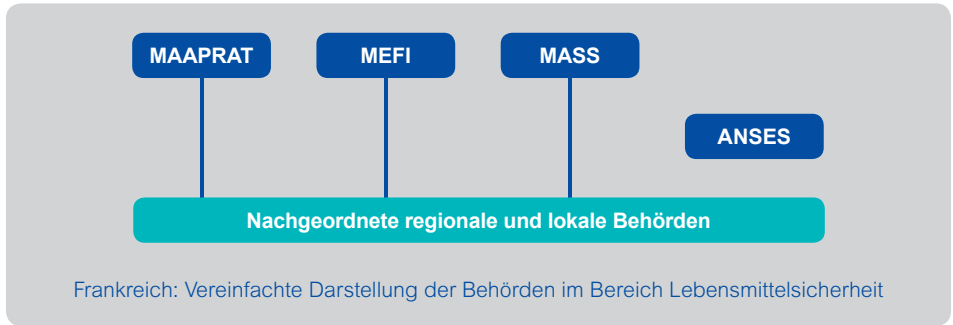 MAAPRAT
MEFI
MASS
ANSES
Nachgeordnete regionale und lokale Behörden
Frankreich: Vereinfachte Darstellung der Behörden im Bereich Lebensmittelsicherheit